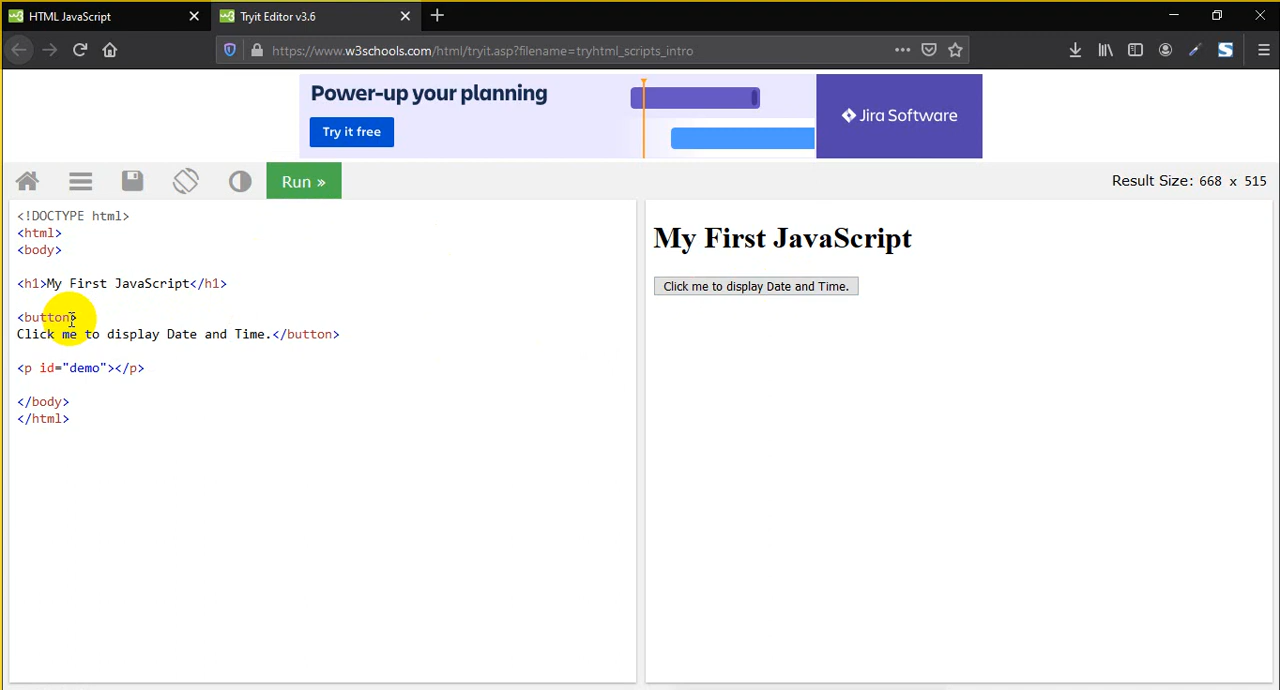 HTML JavaScript
Tryit Editor v3.6
https://www.w3schools.com/html/tryit.asp?filename=tryhtml_scripts_intro
Power-up your planning
Try it free
Jira Software
Run »
Result Size: 668 x 515
<!DOCTYPE html>
<html>
<body>
<h1>My First JavaScript</h1>
<button>
Click me to display Date and Time.</button>
<p id="demo"></p>
</body>
</html>
My First JavaScript
Click me to display Date and Time.